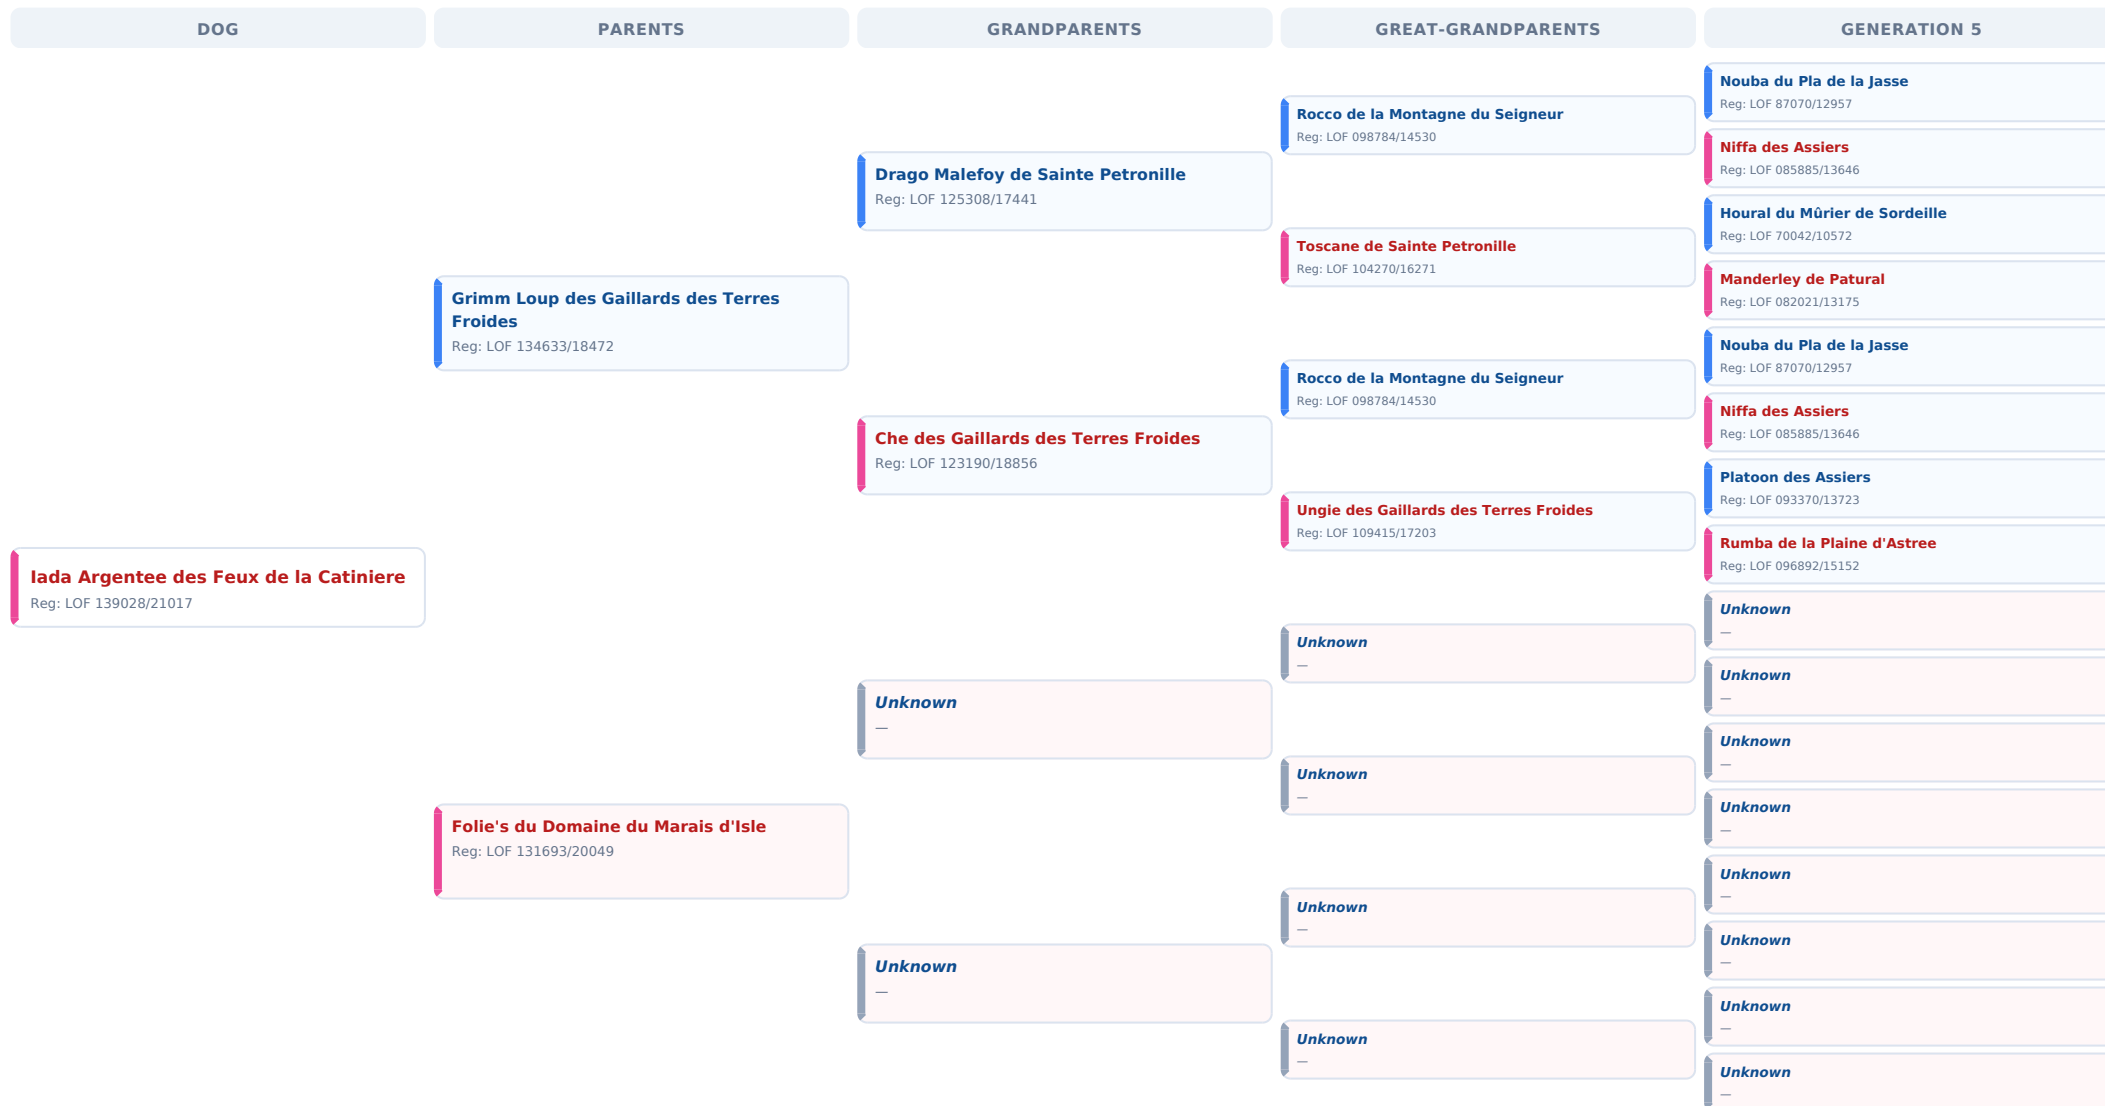 DOG
PARENTS
GRANDPARENTS
GREAT-GRANDPARENTS
GENERATION 5
Iada Argentee des Feux de la Catiniere
Reg: LOF 139028/21017
Grimm Loup des Gaillards des Terres
Froides
Reg: LOF 134633/18472
Folie's du Domaine du Marais d'Isle
Reg: LOF 131693/20049
Drago Malefoy de Sainte Petronille
Reg: LOF 125308/17441
Che des Gaillards des Terres Froides
Reg: LOF 123190/18856
Unknown
—
Unknown
—
Rocco de la Montagne du Seigneur
Reg: LOF 098784/14530
Toscane de Sainte Petronille
Reg: LOF 104270/16271
Rocco de la Montagne du Seigneur
Reg: LOF 098784/14530
Ungie des Gaillards des Terres Froides
Reg: LOF 109415/17203
Unknown
—
Unknown
—
Unknown
—
Unknown
—
Nouba du Pla de la Jasse
Reg: LOF 87070/12957
Niffa des Assiers
Reg: LOF 085885/13646
Houral du Mûrier de Sordeille
Reg: LOF 70042/10572
Manderley de Patural
Reg: LOF 082021/13175
Nouba du Pla de la Jasse
Reg: LOF 87070/12957
Niffa des Assiers
Reg: LOF 085885/13646
Platoon des Assiers
Reg: LOF 093370/13723
Rumba de la Plaine d'Astree
Reg: LOF 096892/15152
Unknown
—
Unknown
—
Unknown
—
Unknown
—
Unknown
—
Unknown
—
Unknown
—
Unknown
—